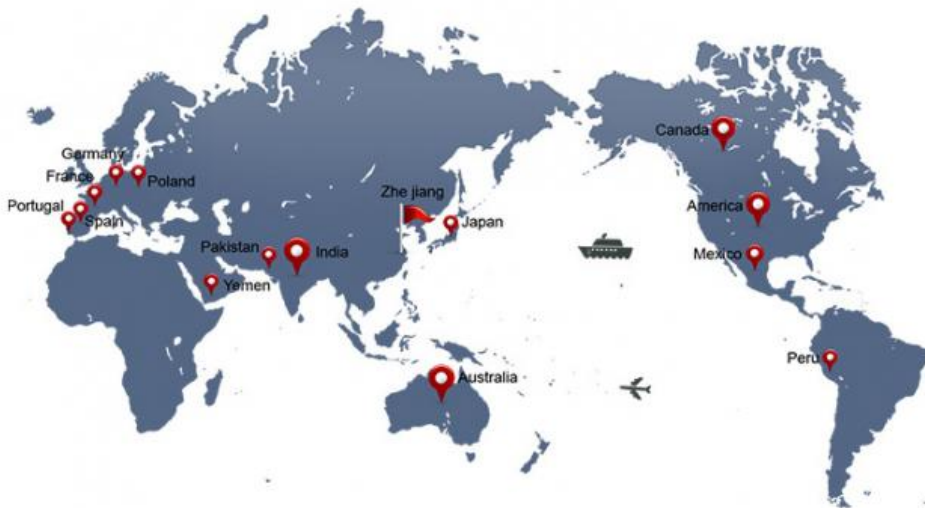 Canada
Germany
France
Poland
Zhe jiang
Portugal
Spain
America
Japan
Pakistan
India
Mexico
Yemen
Peru
Australia